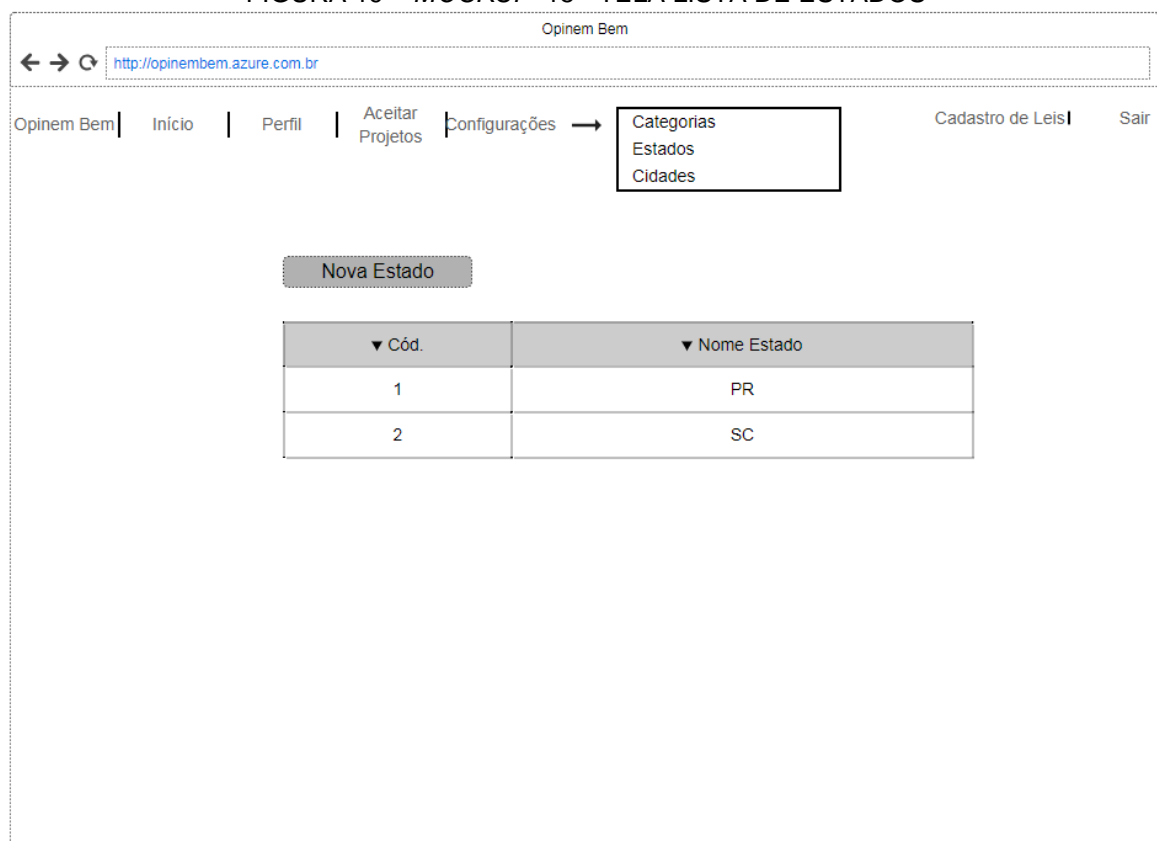 Opinem Bem
http://opinembem.azure.com.br
Opinem Bem Início Perfil Aceitar Projetos Configurações Cadastro de Leis Sair
Categorias
Estados
Cidades
Nova Estado
▼ Cód. ▼ Nome Estado
1 PR
2 SC